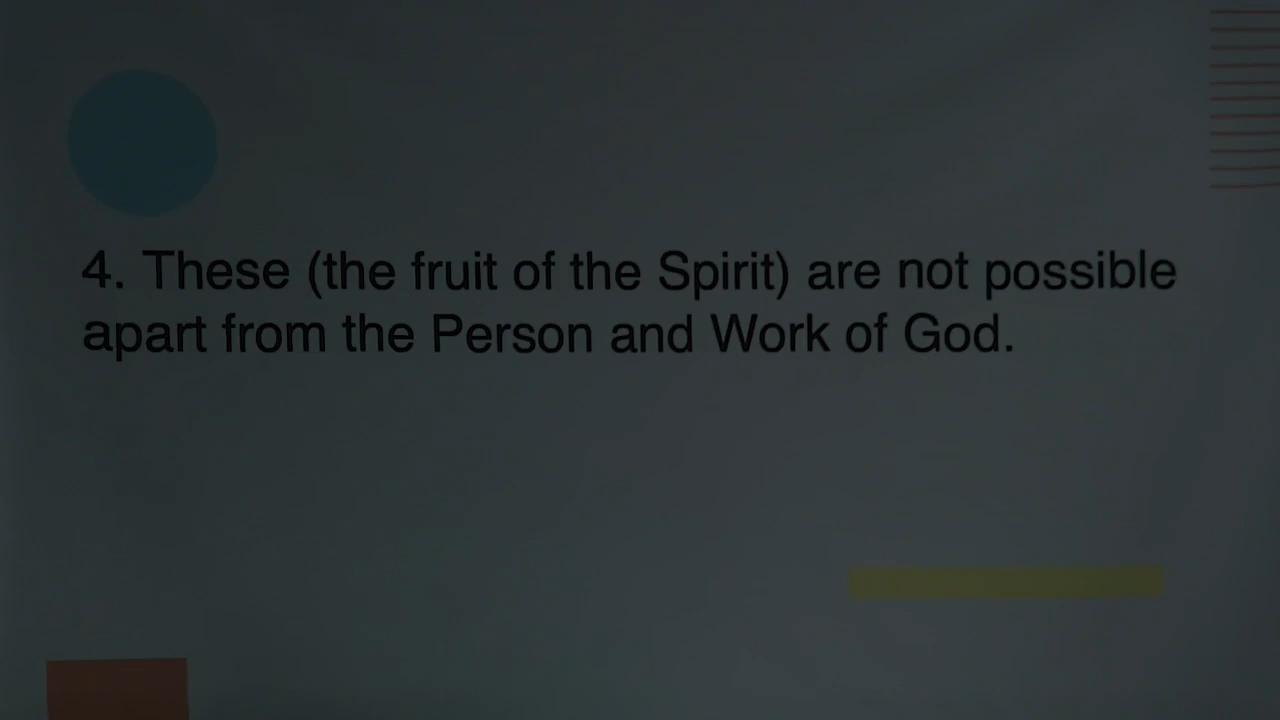 4. These (the fruit of the Spirit) are not possible
apart from the Person and Work of God.